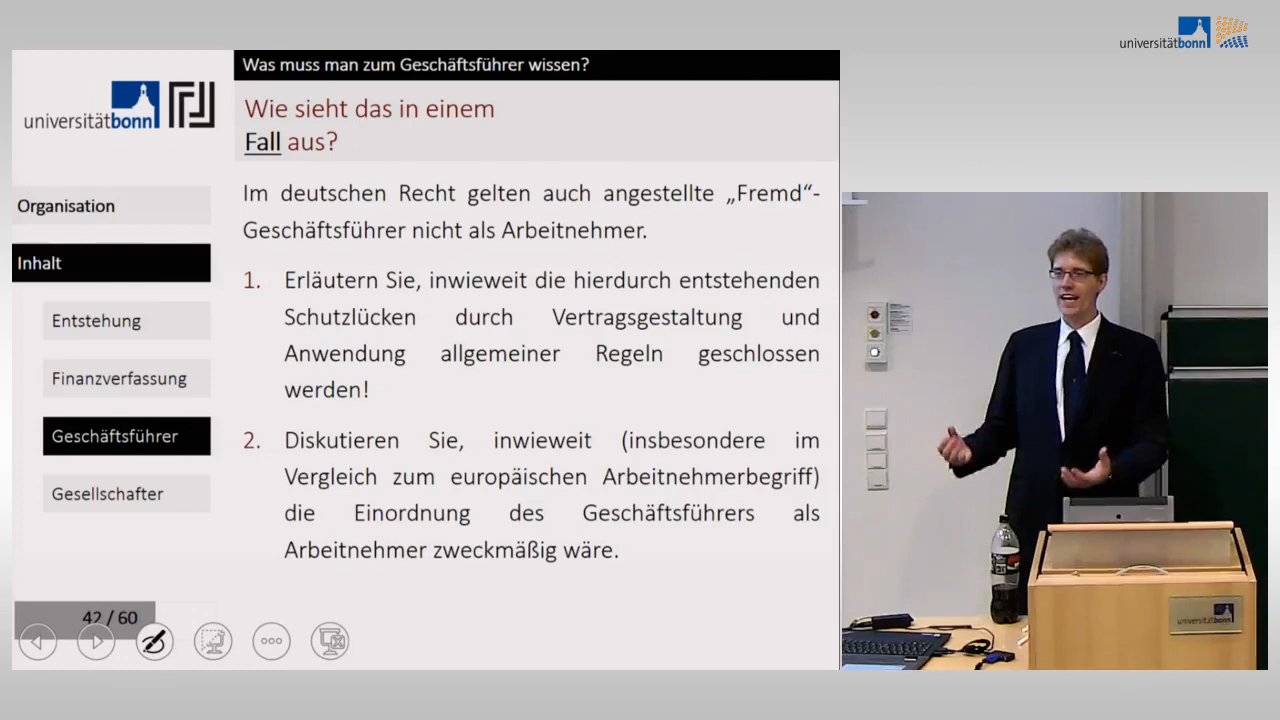 universitätbonn
Was muss man zum Geschäftsführer wissen?
universitätbonn
Wie sieht das in einem
Fall aus?
Organisation
Inhalt
Entstehung
Finanzverfassung
Geschäftsführer
Gesellschafter
Im deutschen Recht gelten auch angestellte „Fremd“-
Geschäftsführer nicht als Arbeitnehmer.
1. Erläutern Sie, inwieweit die hierdurch entstehenden
Schutzlücken durch Vertragsgestaltung und
Anwendung allgemeiner Regeln geschlossen
werden!
2. Diskutieren Sie, inwieweit (insbesondere im
Vergleich zum europäischen Arbeitnehmerbegriff)
die Einordnung des Geschäftsführers als
Arbeitnehmer zweckmäßig wäre.
42 / 60
universitätbonn